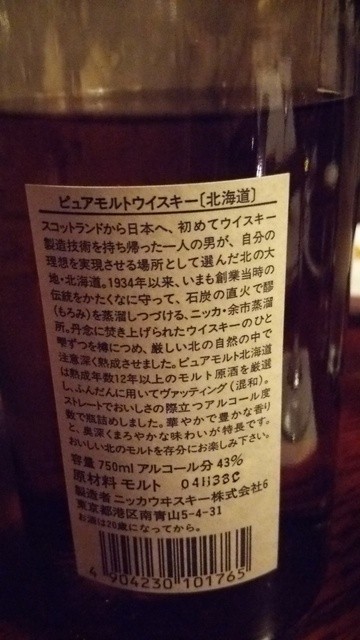 ピュアモルトウイスキー〔北海道〕
スコットランドから日本へ、初めてウイスキー
製造技術を持ち帰った一人の男が、自分の
理想を実現させる場所として選んだ北の大
地・北海道。1934年以来、いまも創業当時の
伝統をかたくなに守って、石炭の直火で醪
(もろみ)を蒸溜しつづける、ニッカ・余市蒸溜
所。丹念に焚き上げられたウイスキーのひと
雫ずつを樽につめ、厳しい北の自然の中で
注意深く熟成させました。ピュアモルト北海道
は熟成年数12年以上のモルト原酒を厳選
し、ふんだんに用いてヴァッティング(混和)。
ストレートでおいしさの際立つアルコール度
数で瓶詰めしました。華やかで豊かな香り
と、奥深くまろやかな味わいが特長です。
おいしい北のモルトを存分にお楽しみ下さい。
容量 750ml アルコール分 43%
原材料 モルト 04H38C
製造者 ニッカウヰスキー株式会社6
東京都港区南青山5-4-31
お酒は20歳になってから。
4 904230 101765